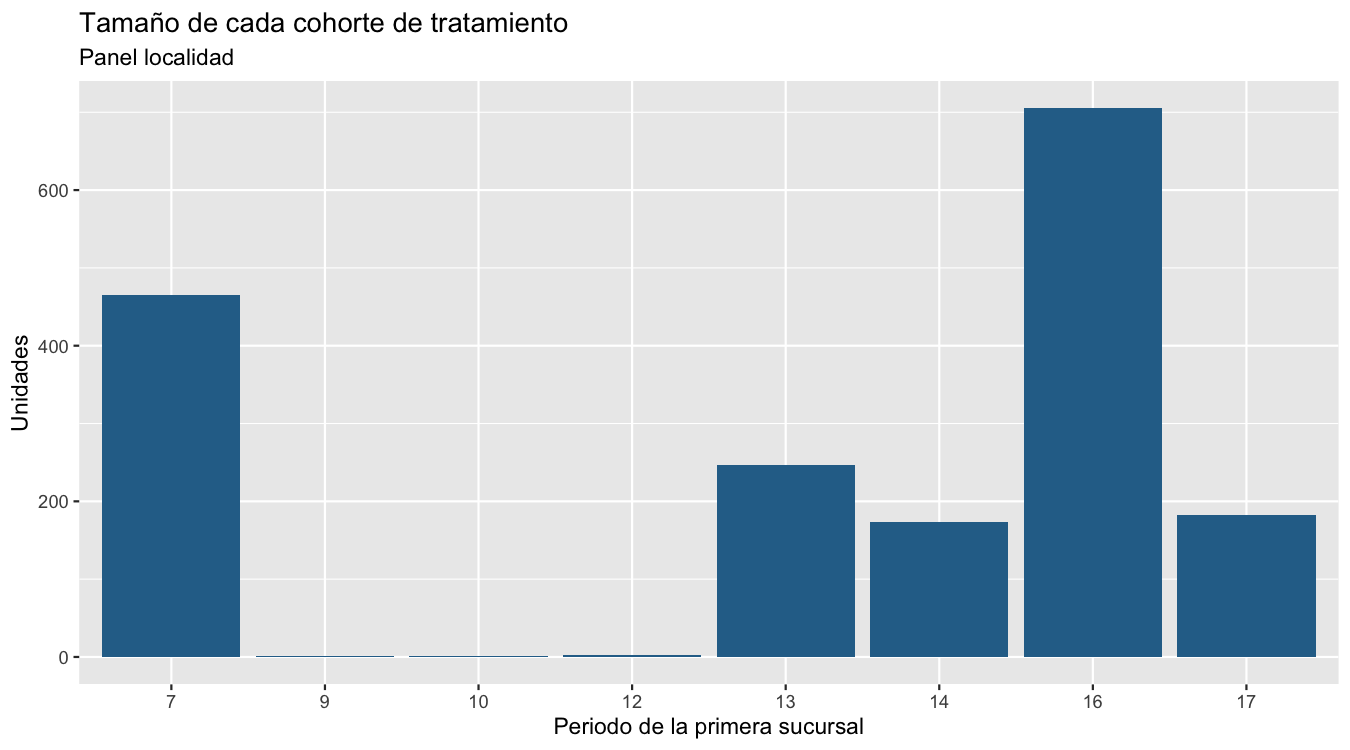 Tamaño de cada cohorte de tratamiento
Panel localidad
Unidades
600
400
200
0
7 9 10 12 13 14 16 17
Periodo de la primera sucursal